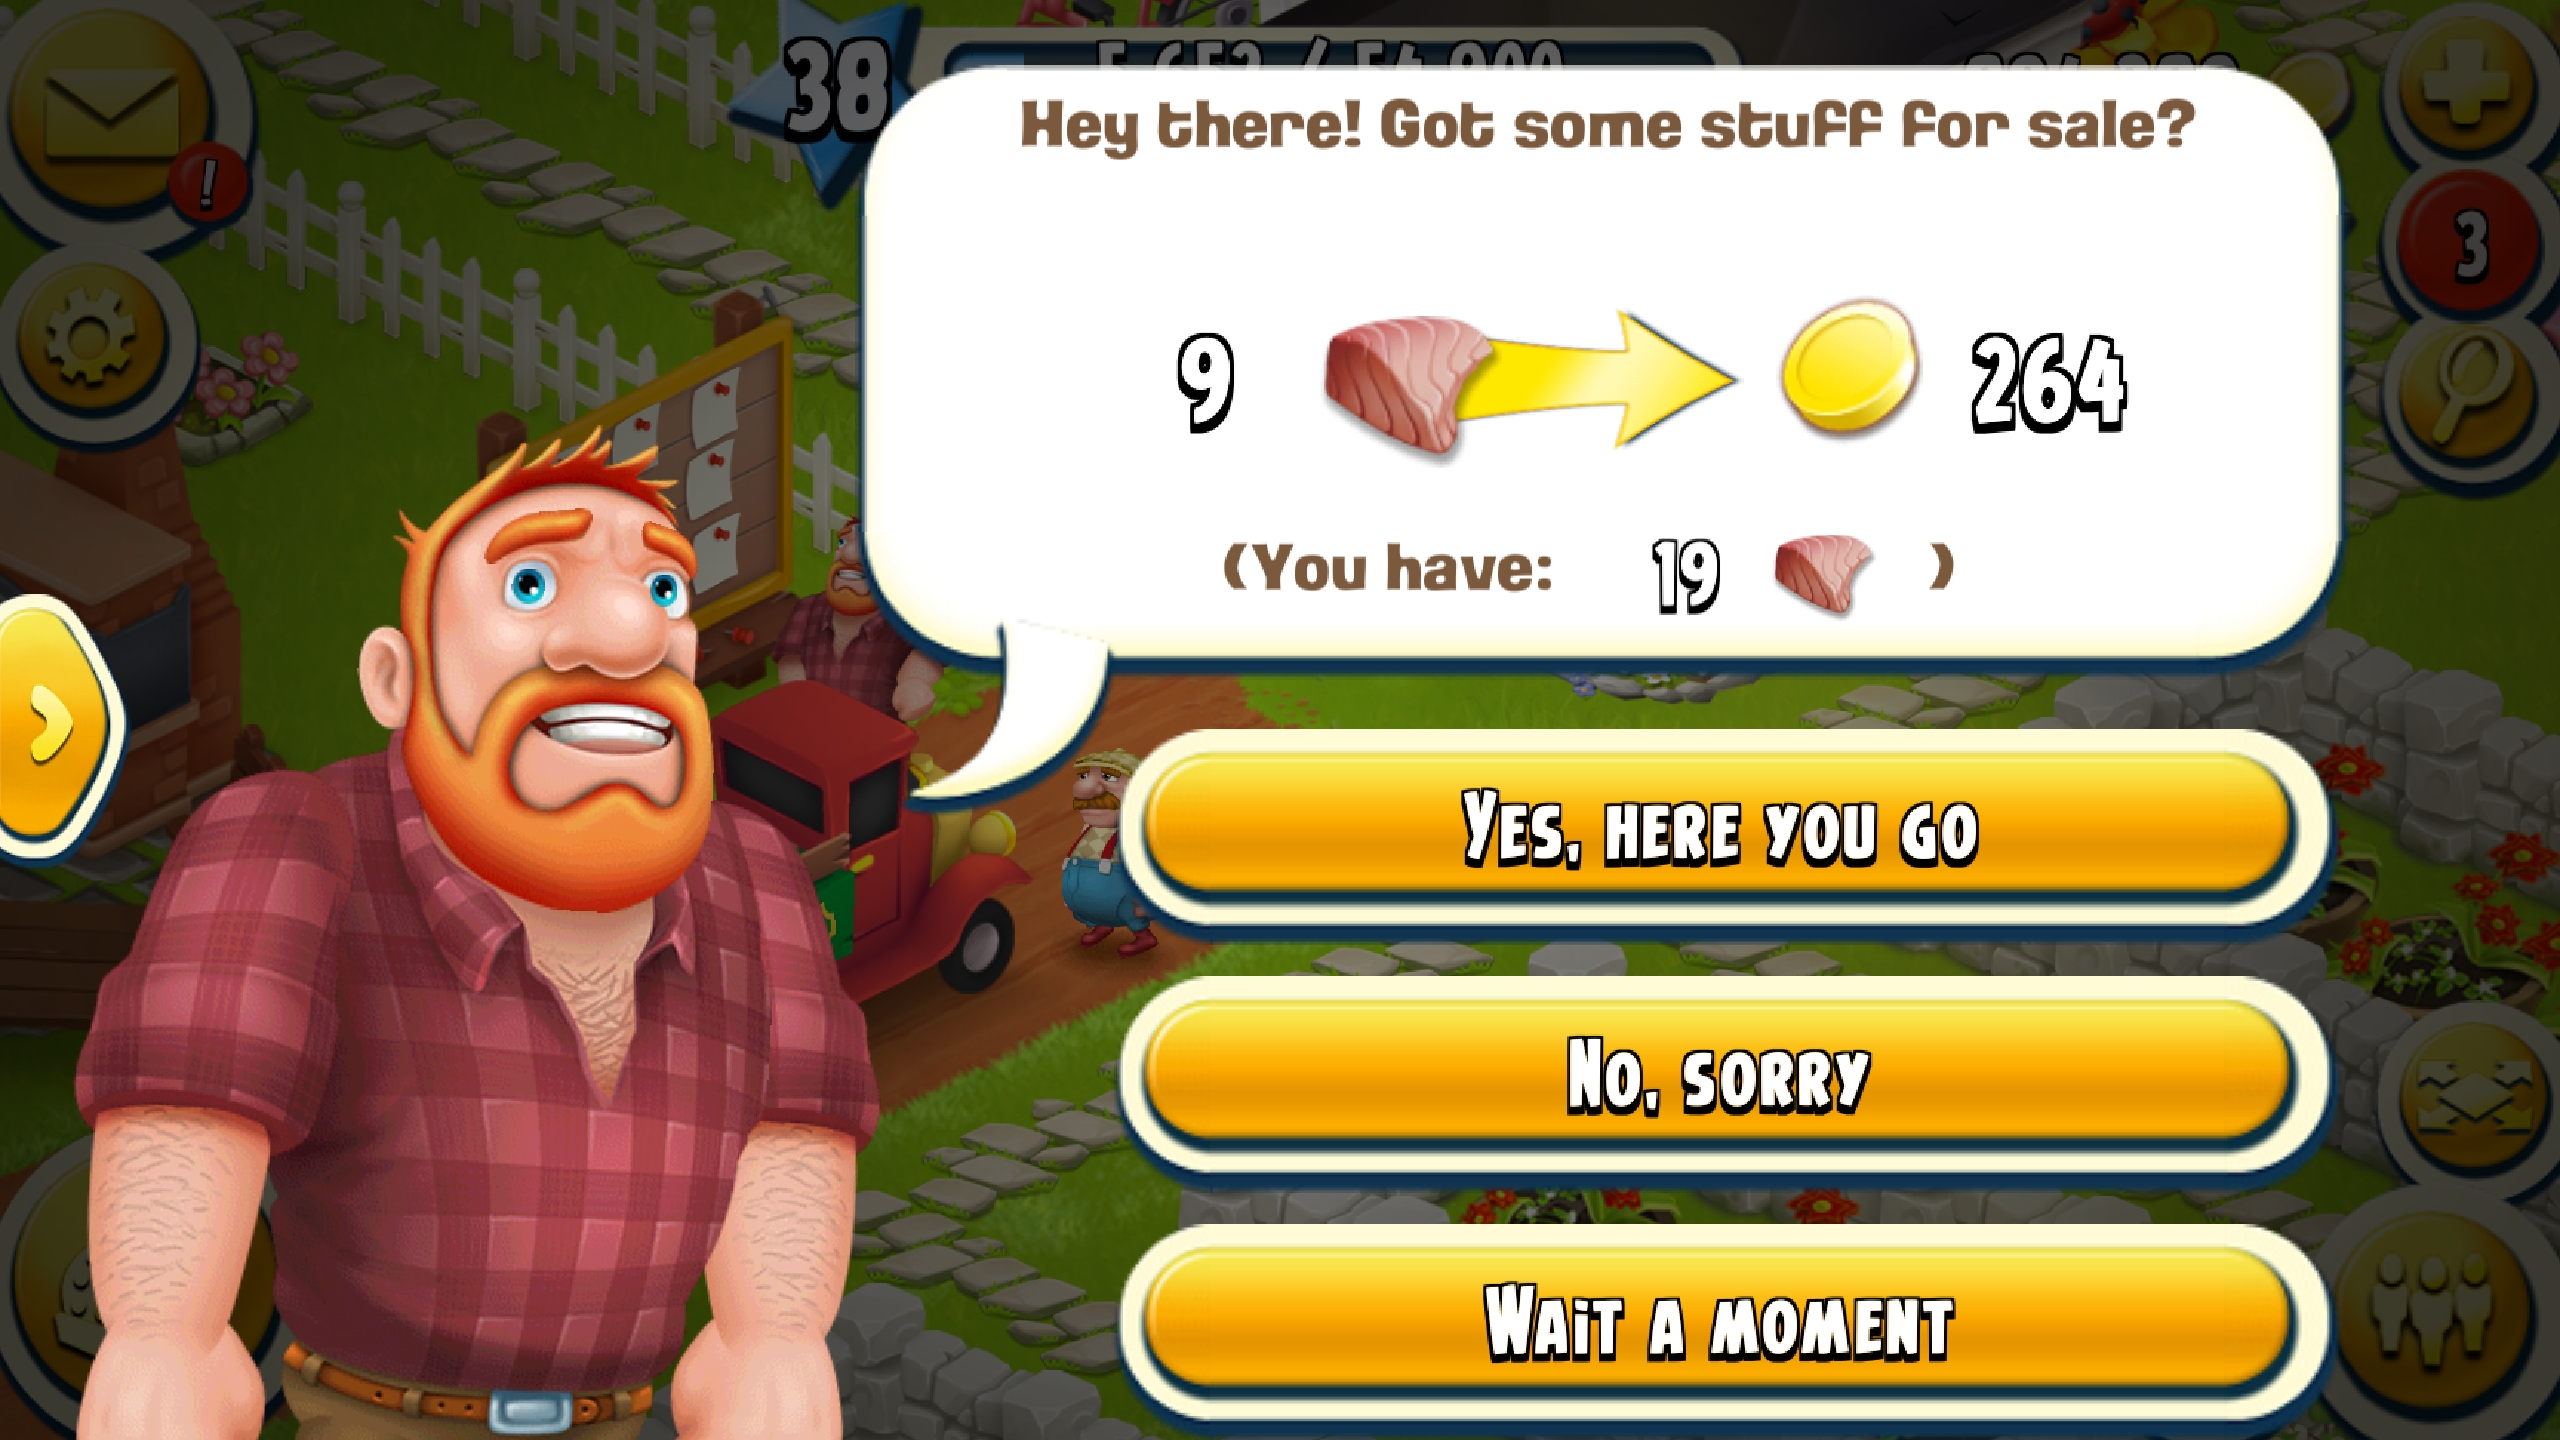 38
Hey there! Got some stuff for sale?
9
264
(You have: 19 )
!
3
Yes, here you go
No, sorry
Wait a moment